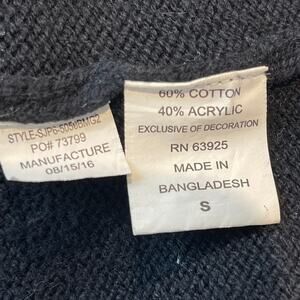 STYLE-SJP6-5050BMG2
PO# 73799
MANUFACTURE
08/15/16
60% COTTON
40% ACRYLIC
EXCLUSIVE OF DECORATION
RN 63925
MADE IN
BANGLADESH
S